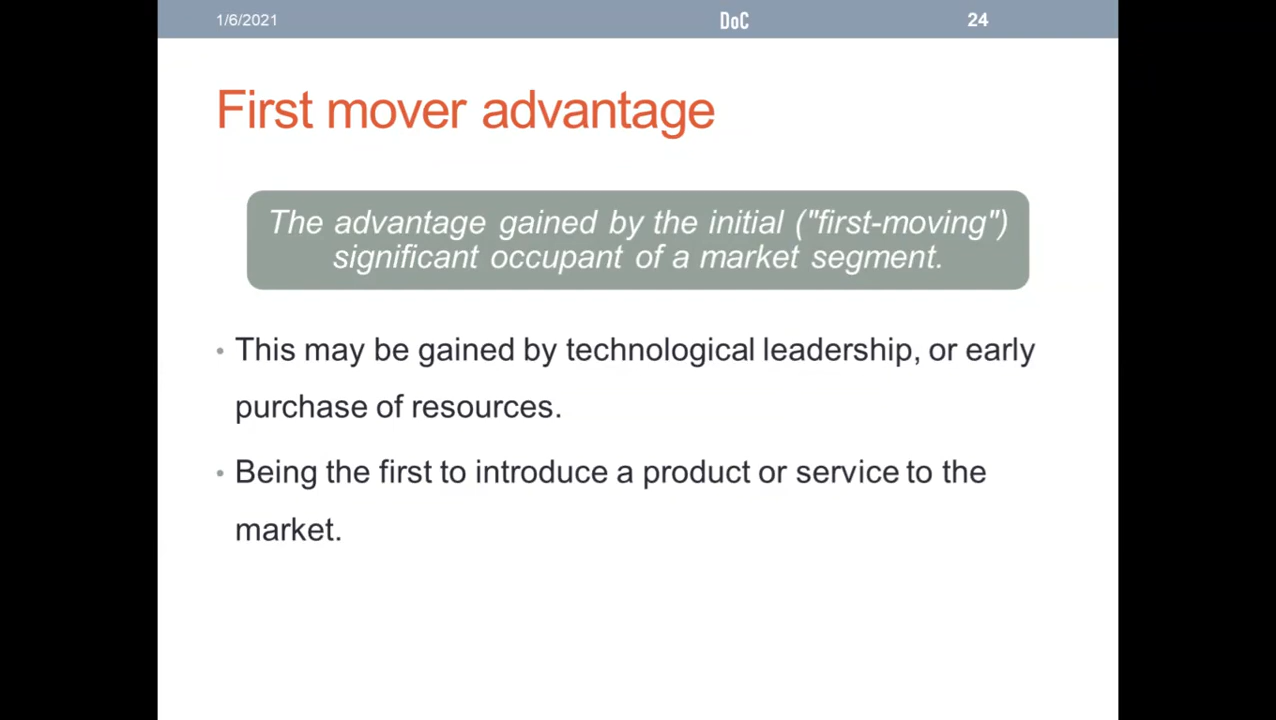 1/6/2021 DoC 24
First mover advantage
The advantage gained by the initial ("first-moving")
significant occupant of a market segment.
• This may be gained by technological leadership, or early
purchase of resources.
• Being the first to introduce a product or service to the
market.